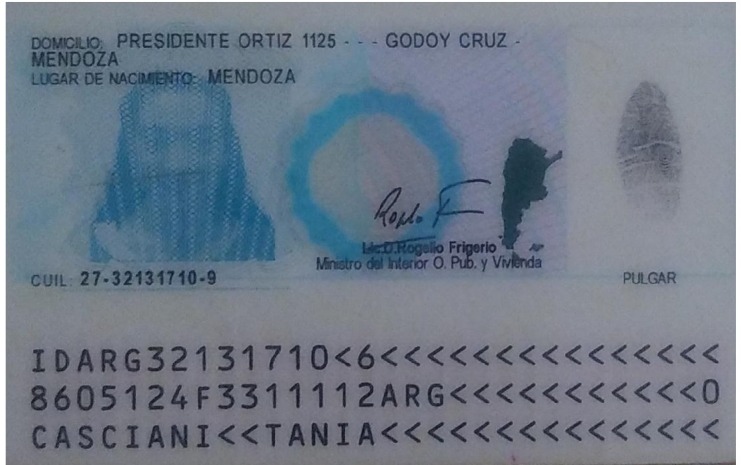 DOMICILIO: PRESIDENTE ORTIZ 1125 - - - GODOY CRUZ -
MENDOZA
LUGAR DE NACIMIENTO: MENDOZA
Lic.D.Rogelio Frigerio
Ministro del Interior O. Pub. y Vivienda
CUIL: 27-32131710-9
PULGAR
IDARG32131710<6<<<<<<<<<<<<<<<
8605124F3311112ARG<<<<<<<<<<<0
CASCIANI<<TANIA<<<<<<<<<<<<<<<